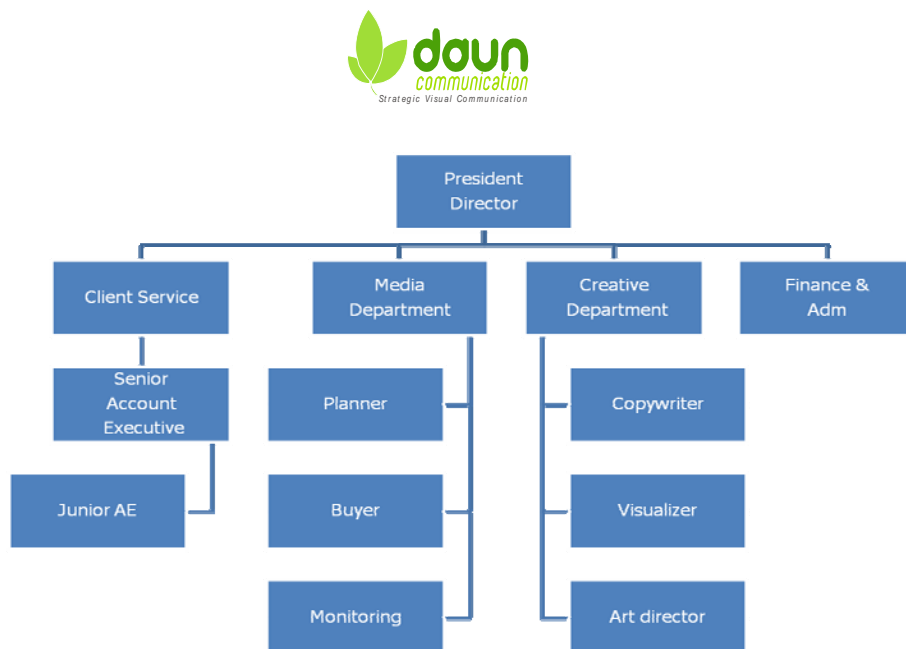 daun
communication
Strategic Visual Communication
President
Director
Client Service
Media
Department
Creative
Department
Finance &
Adm
Senior
Account
Executive
Planner
Copywriter
Junior AE
Buyer
Visualizer
Monitoring
Art director